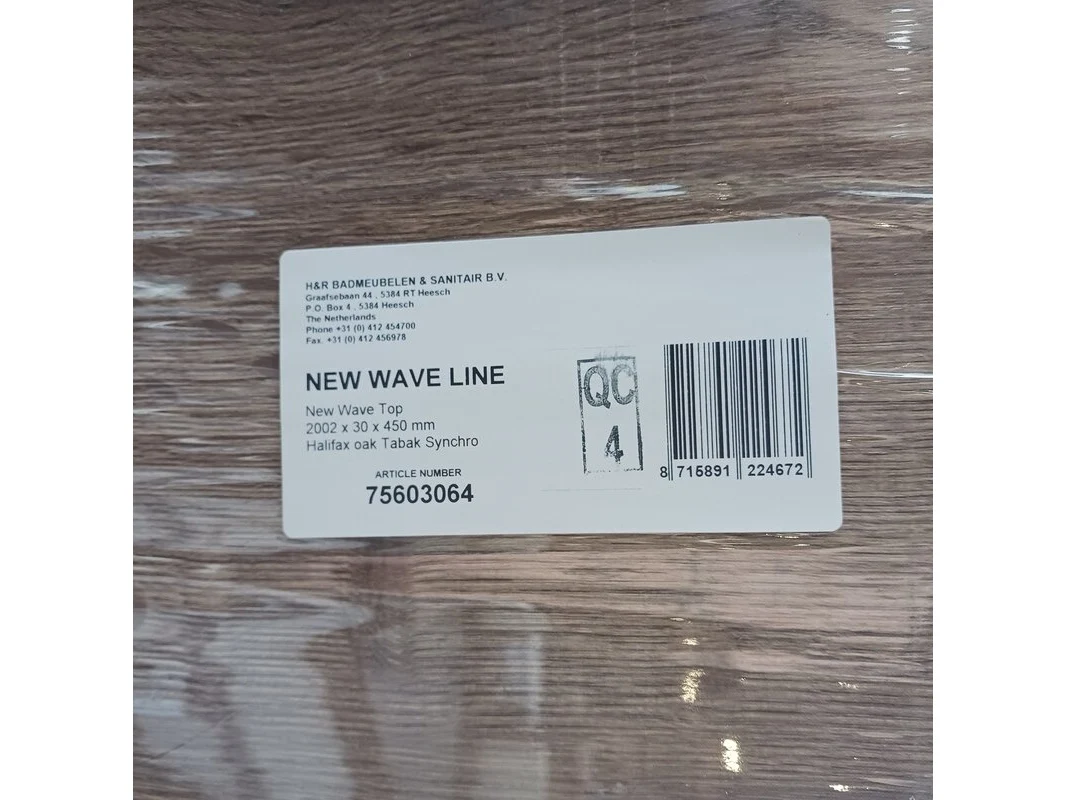 H&R BADMEUBELEN & SANITAIR B.V.
Graafsebaan 44 , 5384 RT Heesch
P.O. Box 4 , 5384 Heesch
The Netherlands
Phone +31 (0) 412 454700
Fax. +31 (0) 412 456978
NEW WAVE LINE
New Wave Top
2002 x 30 x 450 mm
Halifax oak Tabak Synchro
ARTICLE NUMBER
75603064
QC
4
8 715891 224672